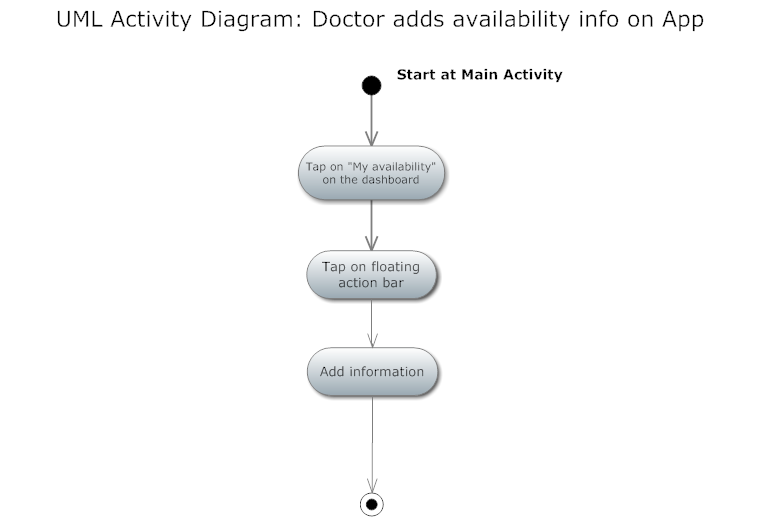 UML Activity Diagram: Doctor adds availability info on App
Start at Main Activity
Tap on "My availability"
on the dashboard
Tap on floating
action bar
Add information